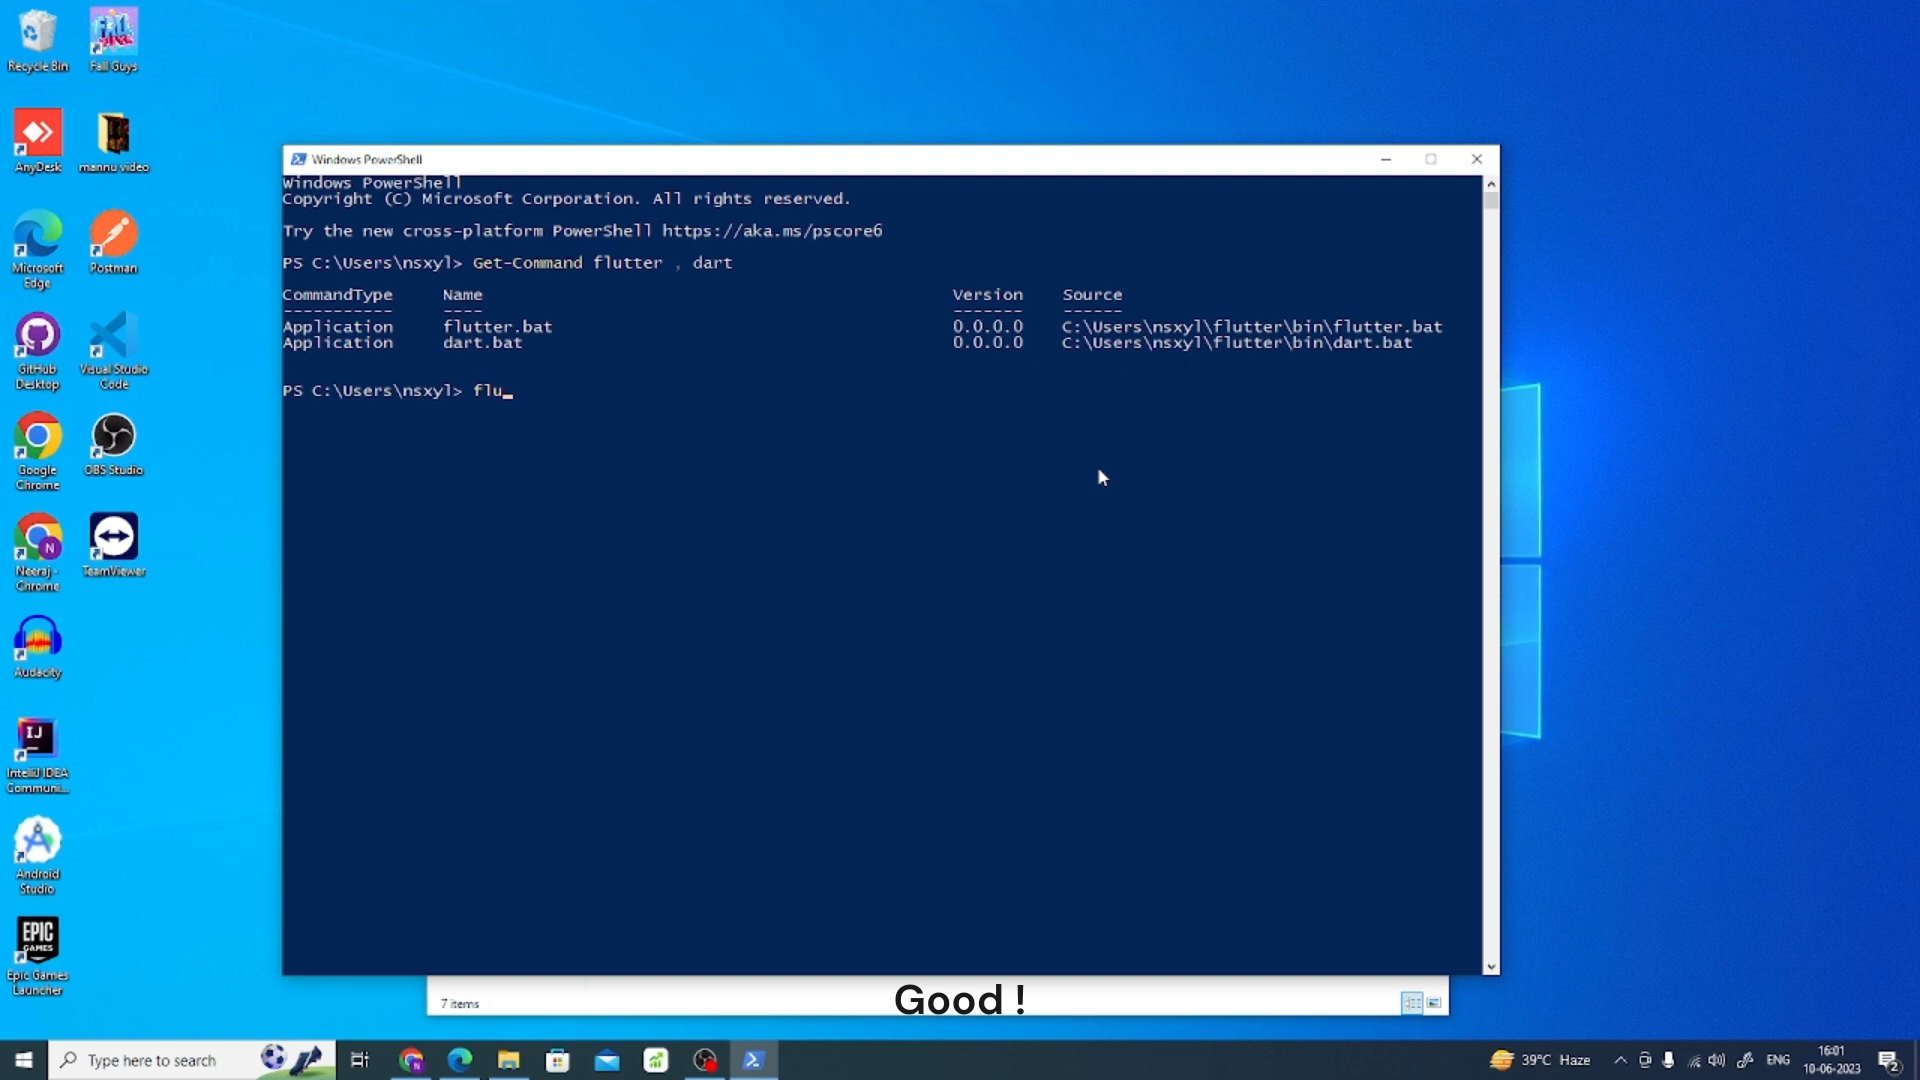 Recycle Bin
Fall Guys
AnyDesk
mannu video
Microsoft
Edge
Postman
GitHub
Desktop
Visual Studio
Code
Google
Chrome
OBS Studio
Neeraj -
Chrome
TeamViewer
Audacity
IJ
IntelliJ IDEA
Communi...
Android
Studio
EPIC
GAMES
Epic Games
Launcher
Windows PowerShell
Windows PowerShell
Copyright (C) Microsoft Corporation. All rights reserved.
Try the new cross-platform PowerShell https://aka.ms/pscore6
PS C:\Users\nsxyl> Get-Command flutter , dart
CommandType Name Version Source
----------- ---- ------- ------
Application flutter.bat 0.0.0.0 C:\Users\nsxyl\flutter\bin\flutter.bat
Application dart.bat 0.0.0.0 C:\Users\nsxyl\flutter\bin\dart.bat
PS C:\Users\nsxyl> flu_
7 items
Good !
Type here to search
39°C Haze
ENG
16:01
10-06-2023
2